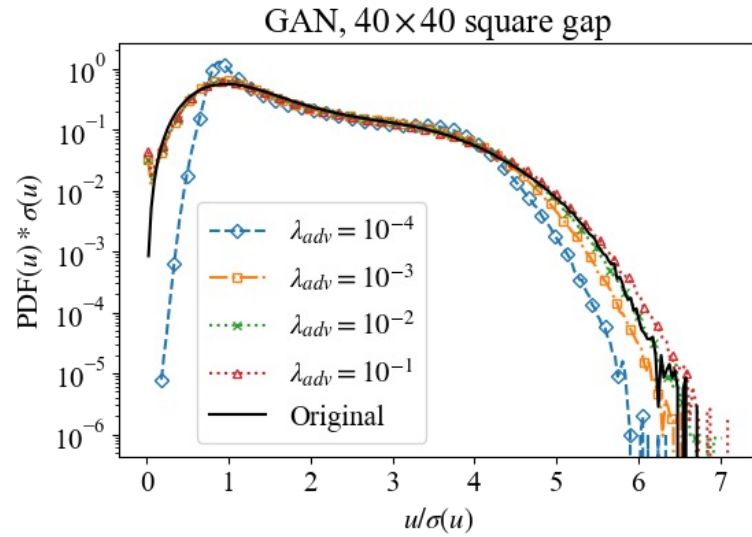 GAN, 40×40 square gap
PDF(u) * σ(u)
10⁰
10⁻¹
10⁻²
10⁻³
10⁻⁴
10⁻⁵
10⁻⁶
λ_adv = 10⁻⁴
λ_adv = 10⁻³
λ_adv = 10⁻²
λ_adv = 10⁻¹
Original
0 1 2 3 4 5 6 7
u/σ(u)